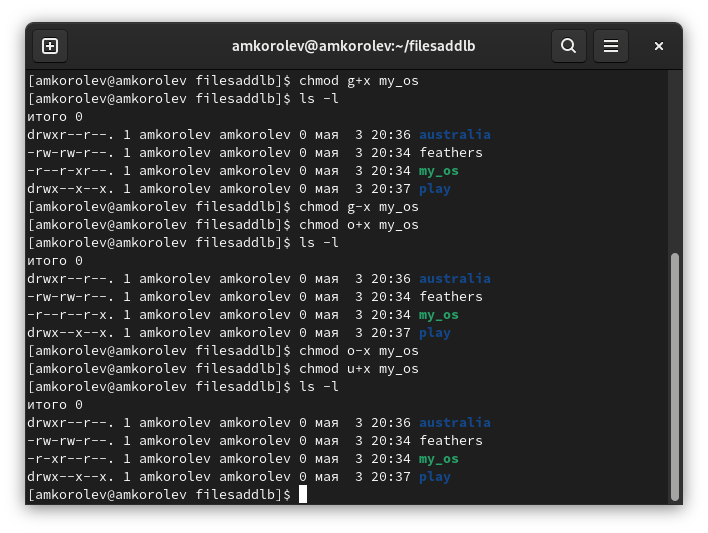 amkorolev@amkorolev:~/filesaddlb
[amkorolev@amkorolev filesaddlb]$ chmod g+x my_os
[amkorolev@amkorolev filesaddlb]$ ls -l
итого 0
drwxr--r--. 1 amkorolev amkorolev 0 мая  3 20:36 australia
-rw-rw-r--. 1 amkorolev amkorolev 0 мая  3 20:34 feathers
-r--r-xr--. 1 amkorolev amkorolev 0 мая  3 20:34 my_os
drwx--x--x. 1 amkorolev amkorolev 0 мая  3 20:37 play
[amkorolev@amkorolev filesaddlb]$ chmod g-x my_os
[amkorolev@amkorolev filesaddlb]$ chmod o+x my_os
[amkorolev@amkorolev filesaddlb]$ ls -l
итого 0
drwxr--r--. 1 amkorolev amkorolev 0 мая  3 20:36 australia
-rw-rw-r--. 1 amkorolev amkorolev 0 мая  3 20:34 feathers
-r--r--r-x. 1 amkorolev amkorolev 0 мая  3 20:34 my_os
drwx--x--x. 1 amkorolev amkorolev 0 мая  3 20:37 play
[amkorolev@amkorolev filesaddlb]$ chmod o-x my_os
[amkorolev@amkorolev filesaddlb]$ chmod u+x my_os
[amkorolev@amkorolev filesaddlb]$ ls -l
итого 0
drwxr--r--. 1 amkorolev amkorolev 0 мая  3 20:36 australia
-rw-rw-r--. 1 amkorolev amkorolev 0 мая  3 20:34 feathers
-r-xr--r--. 1 amkorolev amkorolev 0 мая  3 20:34 my_os
drwx--x--x. 1 amkorolev amkorolev 0 мая  3 20:37 play
[amkorolev@amkorolev filesaddlb]$